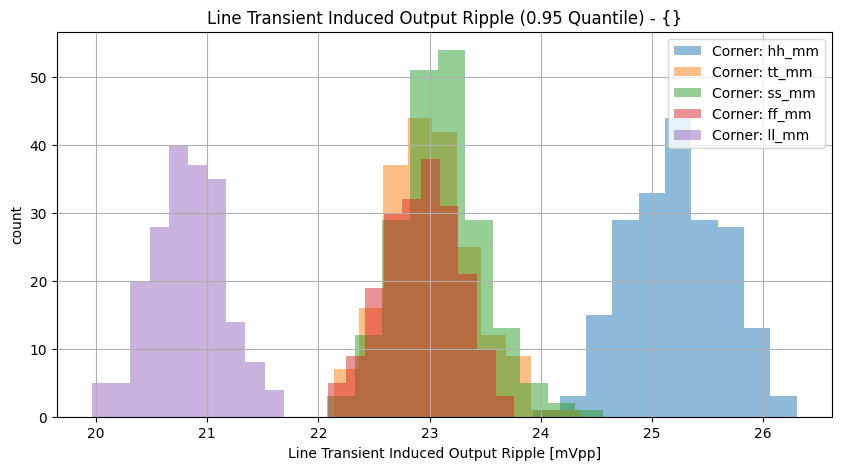 Line Transient Induced Output Ripple (0.95 Quantile) - {}
Corner: hh_mm
Corner: tt_mm
Corner: ss_mm
Corner: ff_mm
Corner: ll_mm
count
50
40
30
20
10
0
20
21
22
23
24
25
26
Line Transient Induced Output Ripple [mVpp]